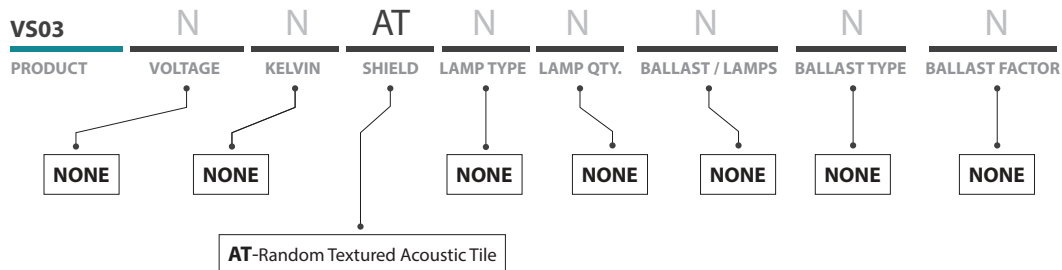 VS03 N N AT N N N N N
PRODUCT VOLTAGE KELVIN SHIELD LAMP TYPE LAMP QTY. BALLAST / LAMPS BALLAST TYPE BALLAST FACTOR
NONE NONE NONE NONE NONE NONE NONE
AT-Random Textured Acoustic Tile